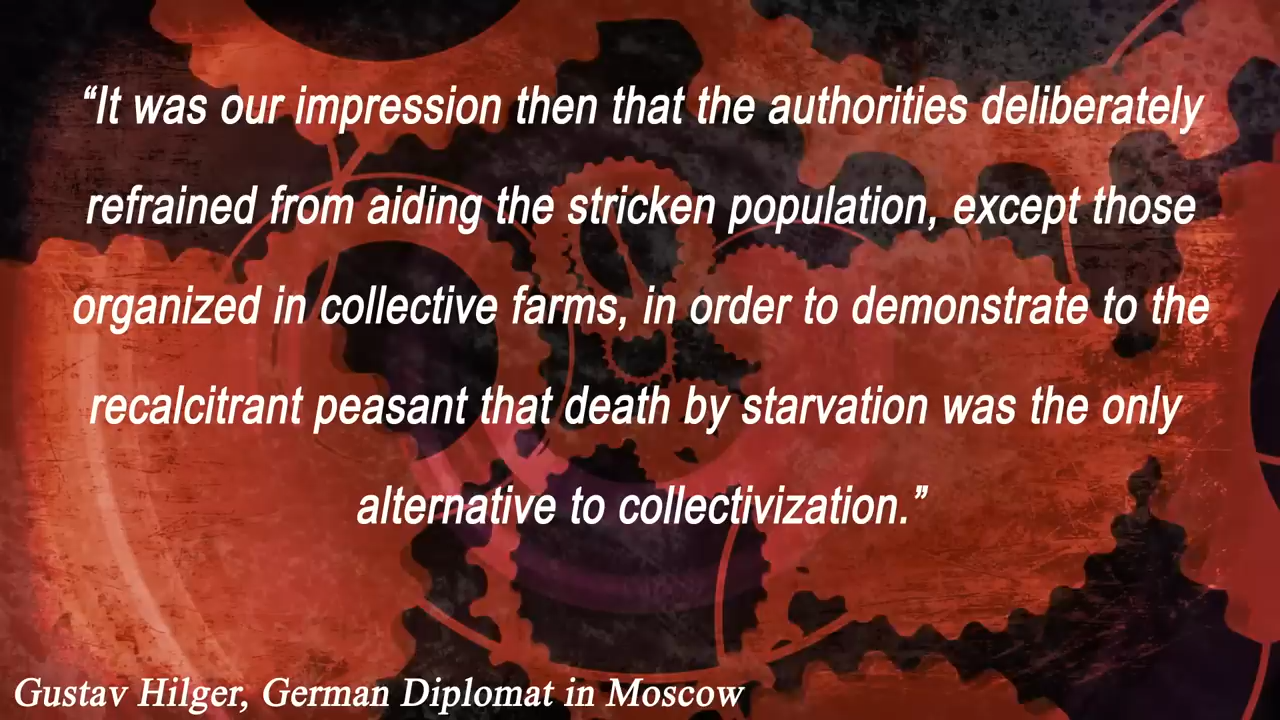 “It was our impression then that the authorities deliberately
refrained from aiding the stricken population, except those
organized in collective farms, in order to demonstrate to the
recalcitrant peasant that death by starvation was the only
alternative to collectivization.”
Gustav Hilger, German Diplomat in Moscow